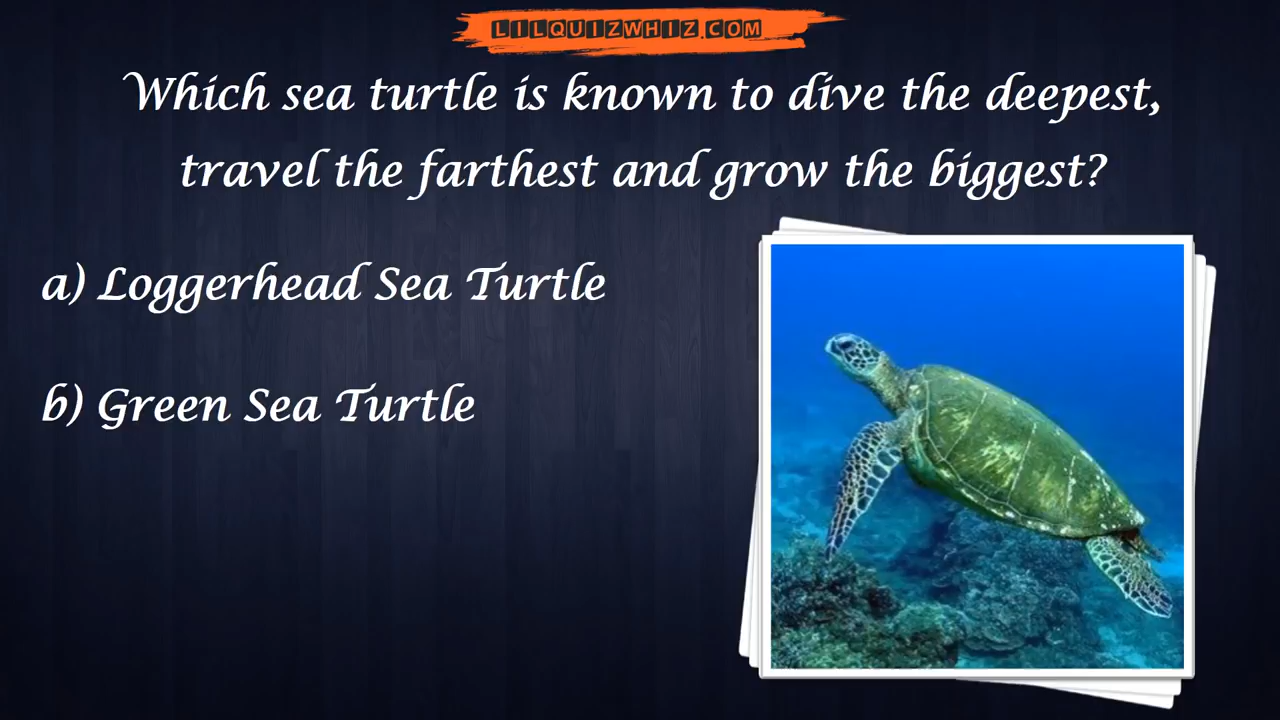 LILQUIZWHIZ.COM
Which sea turtle is known to dive the deepest,
travel the farthest and grow the biggest?
a) Loggerhead Sea Turtle
b) Green Sea Turtle